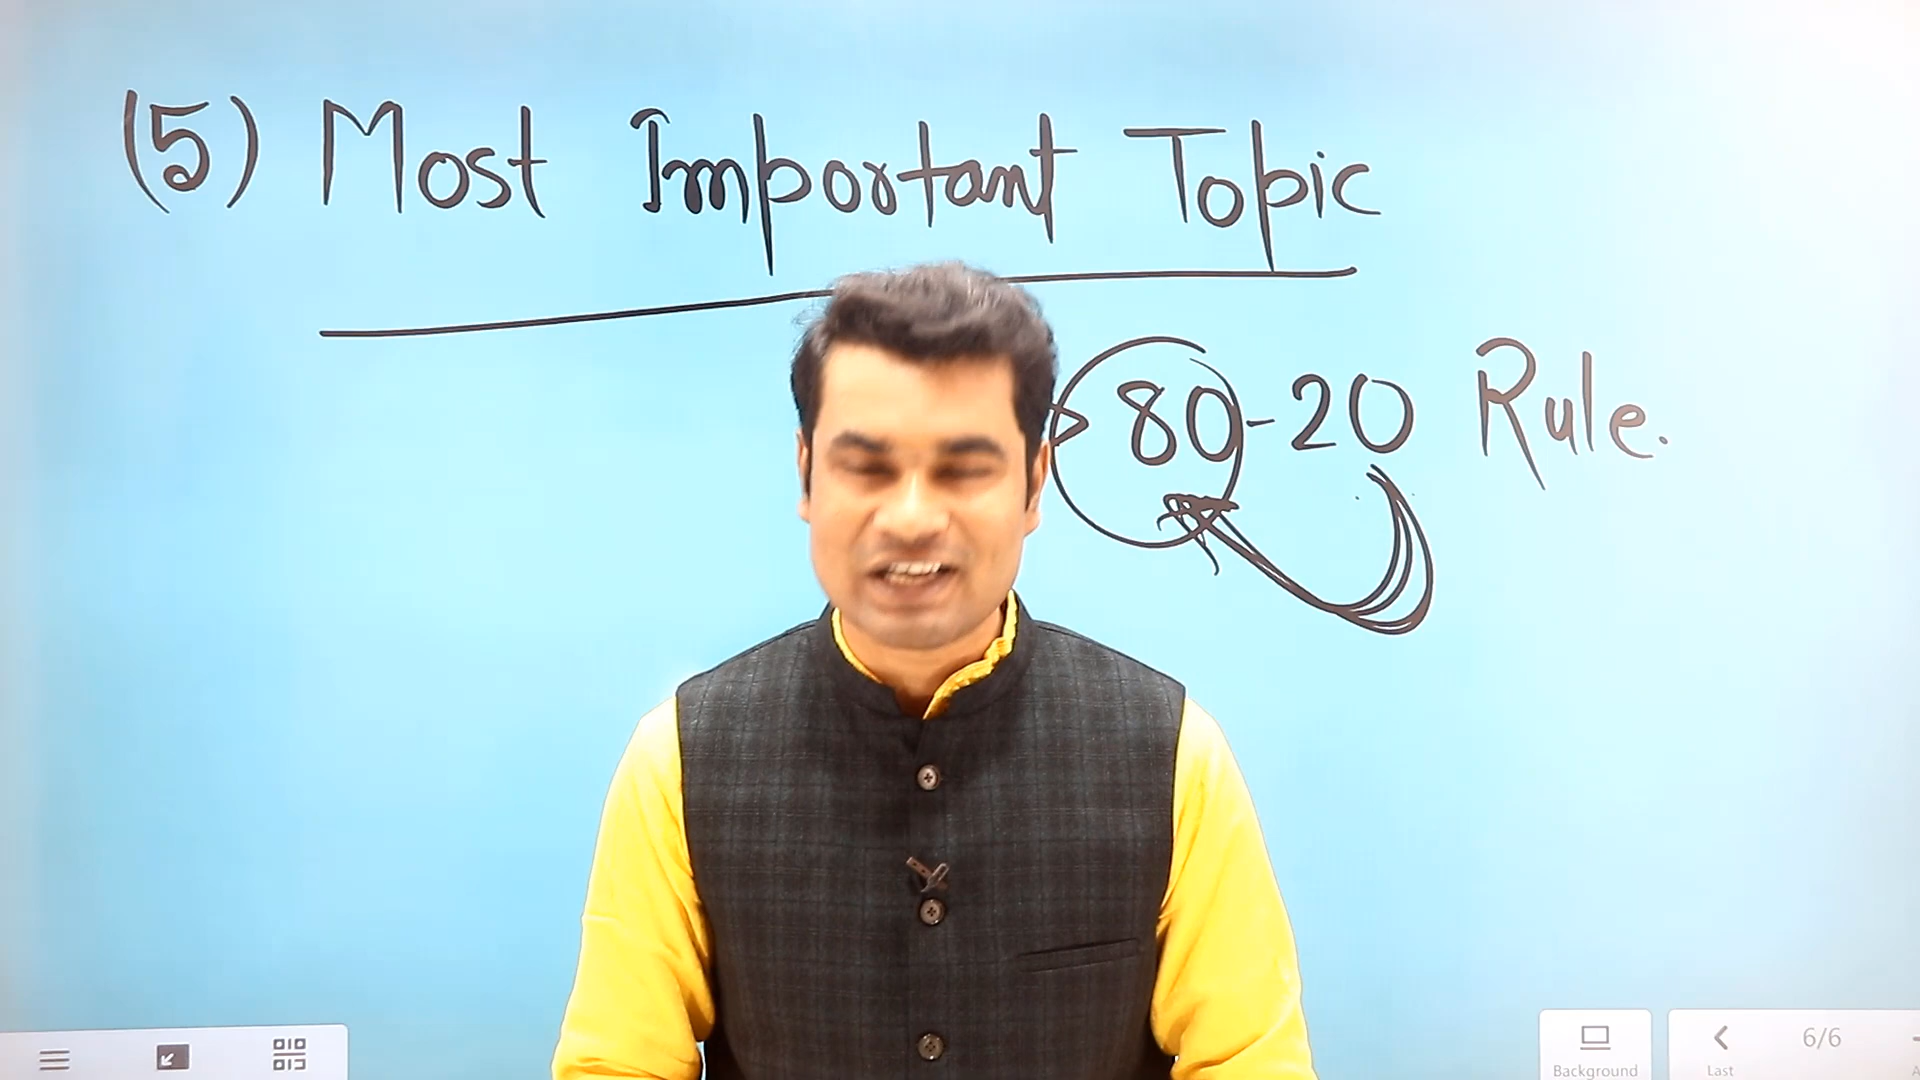 (5) Most Important Topic
80-20 Rule.
Background
Last
6/6